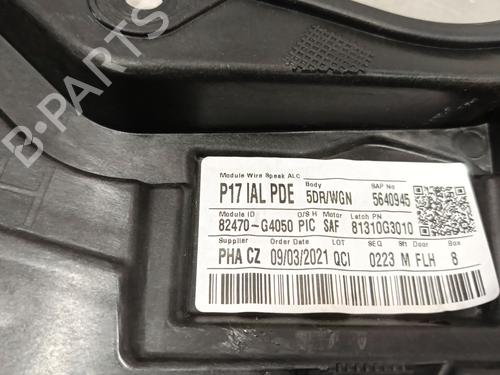 B-PARTS
Module Wire Speak ALC Body SAP No
P17 IAL PDE 5DR/WGN 5640945
Module ID O/S H Motor Latch PN
82470-G4050 PIC SAF 81310G3010
Supplier Order Date LOT SEQ Sft Door Box
PHA CZ 09/03/2021 QC1 0223 M FLH 8